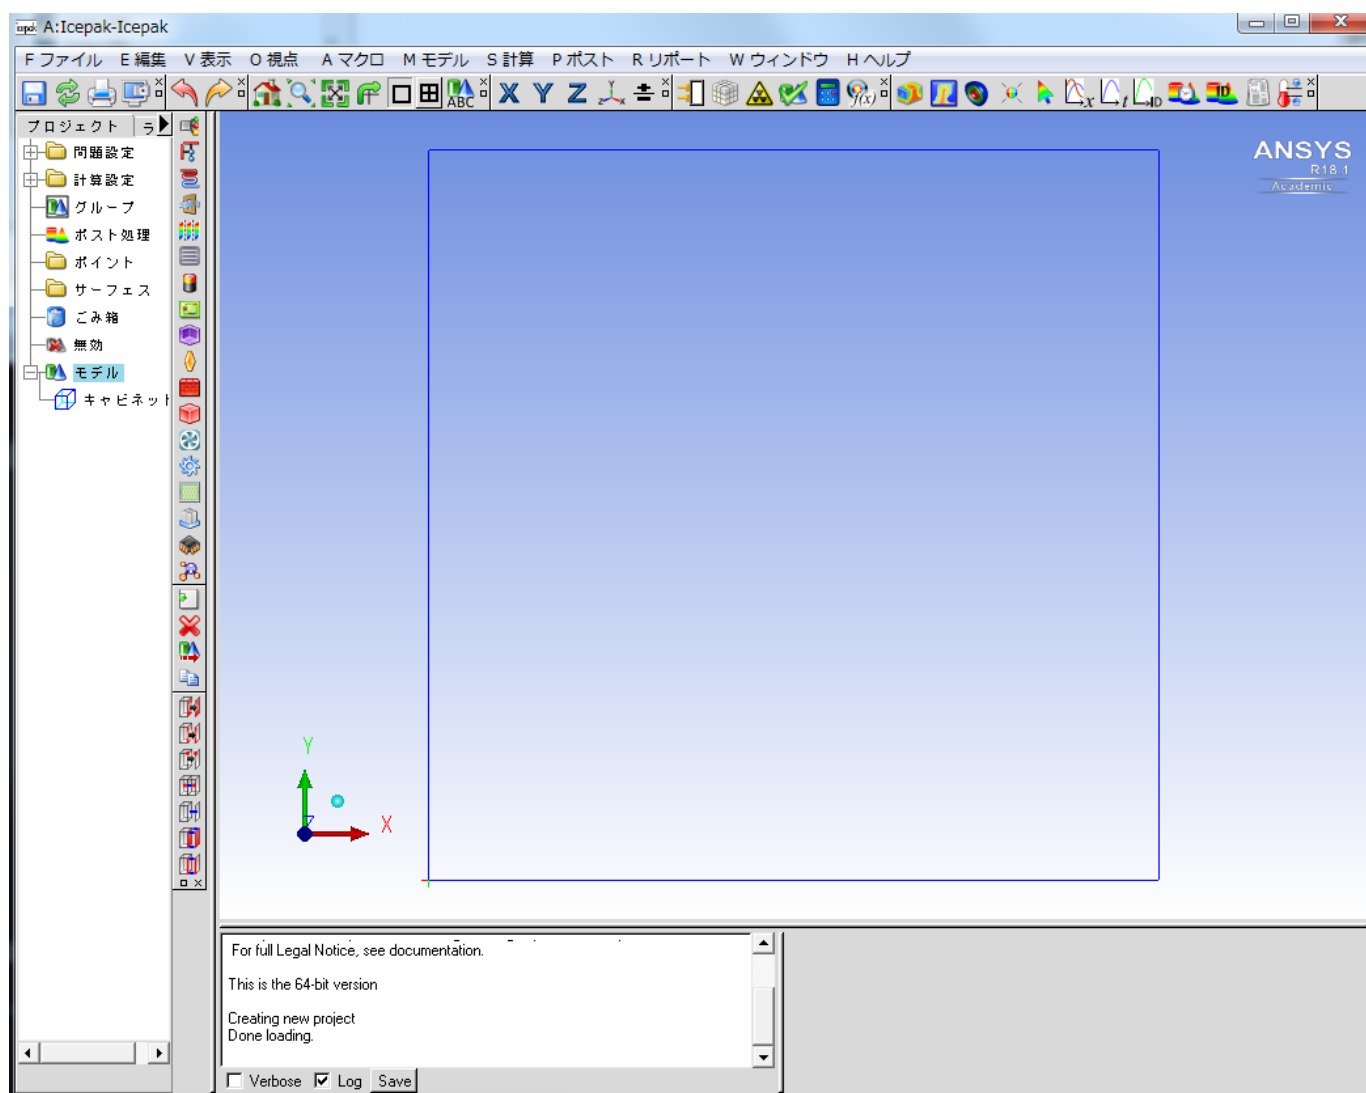 A:Icepak-Icepak
F ファイル E 編集 V 表示 O 視点 A マクロ M モデル S 計算 P ポスト R リポート W ウィンドウ H ヘルプ
ABC X Y Z
プロジェクト ラ
問題設定
計算設定
グループ
ポスト処理
ポイント
サーフェス
ごみ箱
無効
モデル
キャビネット
ANSYS
R18.1
Academic
Y
Z
X
For full Legal Notice, see documentation.
This is the 64-bit version
Creating new project
Done loading.
Verbose Log Save